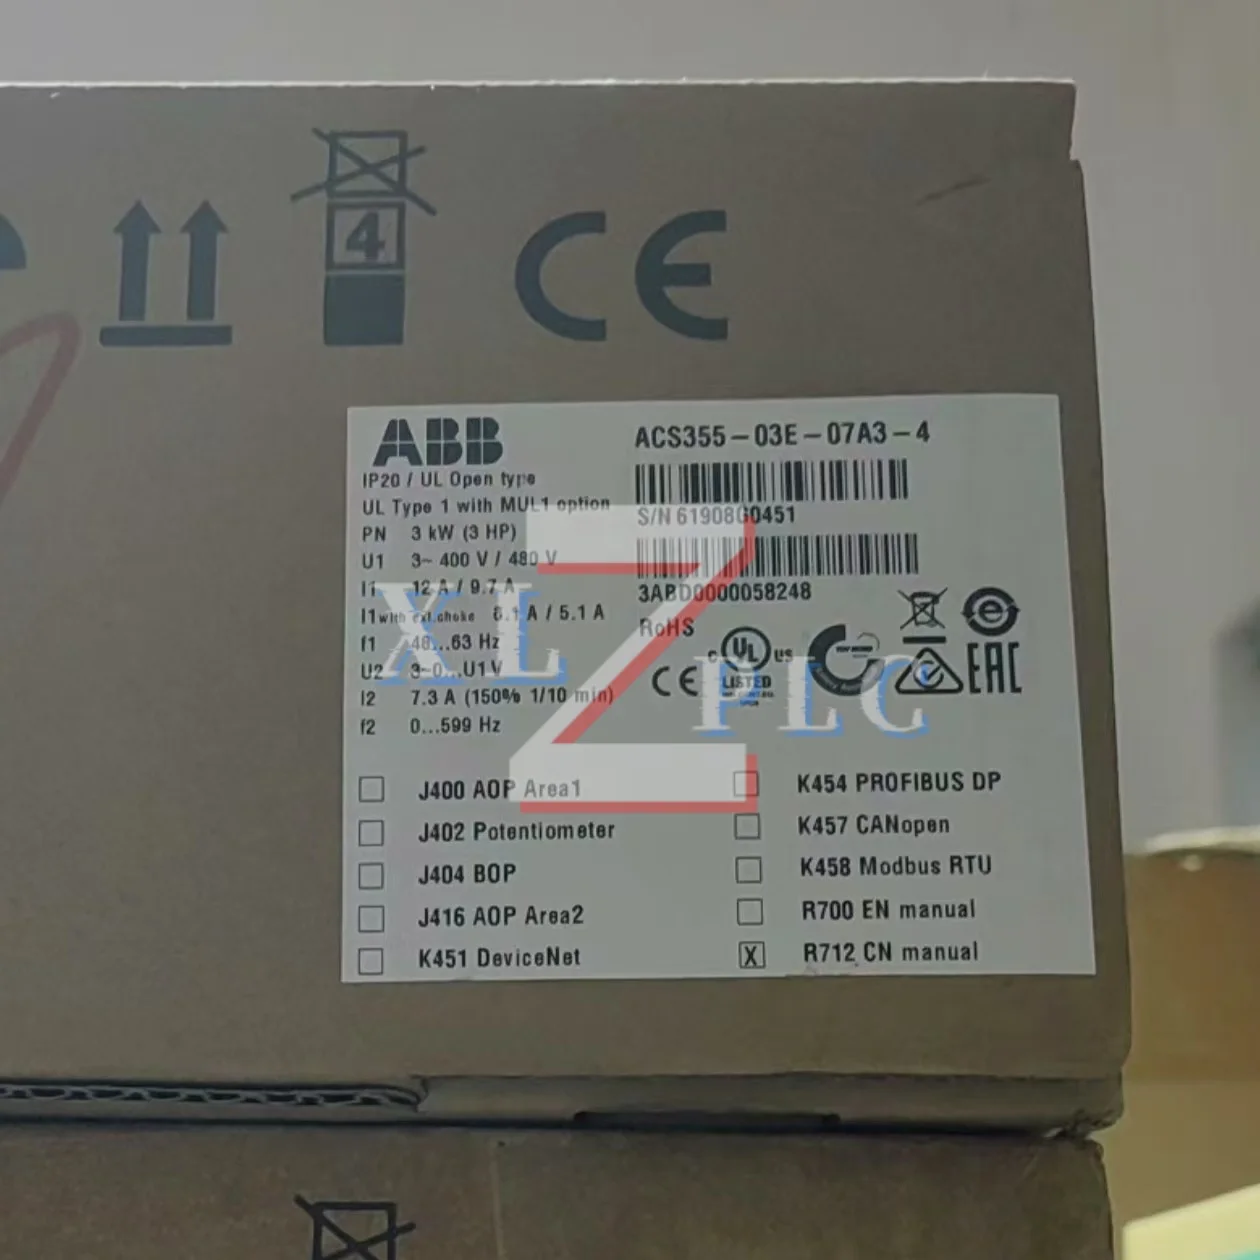 4
CE
ABB
ACS355-03E-07A3-4
IP20 / UL Open type
UL Type 1 with MUL1 option
S/N 61908G0451
PN 3 kW (3 HP)
U1 3~ 400 V / 480 V
I1 12 A / 9.7 A
3ABD0000058248
I1 with ext.choke 8.1 A / 5.1 A
RoHS
f1 48...63 Hz
U2 3~0...U1 V
I2 7.3 A (150% 1/10 min)
f2 0...599 Hz
c UL US
LISTED
CE
EAC
XLZ PLC
J400 AOP Area1
J402 Potentiometer
J404 BOP
J416 AOP Area2
K451 DeviceNet
K454 PROFIBUS DP
K457 CANopen
K458 Modbus RTU
R700 EN manual
X R712 CN manual